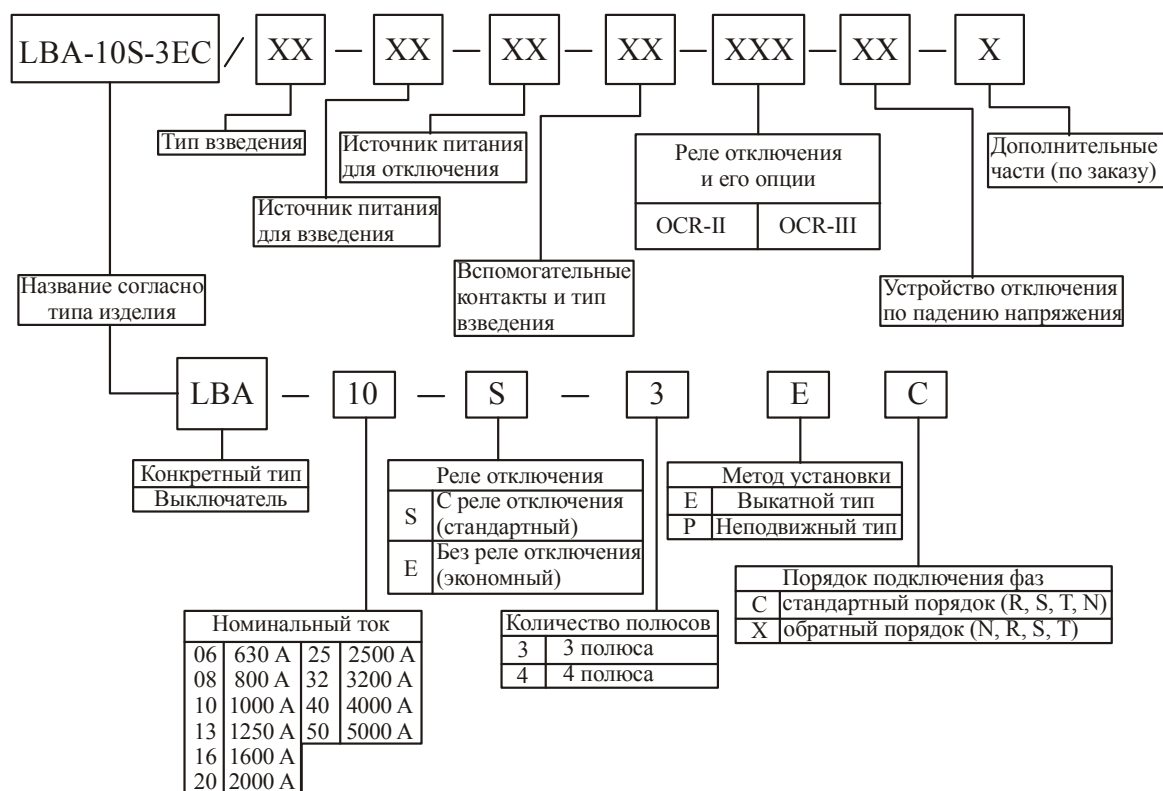 LBA-10S-3EC / XX — XX — XX — XX — XXX — XX — X
Тип взведения
Источник питания
для отключения
Источник питания
для взведения
Реле отключения
и его опции
OCR-II OCR-III
Дополнительные
части (по заказу)
Вспомогательные
контакты и тип
взведения
Устройство отключения
по падению напряжения
Название согласно
типа изделия
LBA — 10 — S — 3 E C
Конкретный тип
Выключатель
Реле отключения
S С реле отключения
(стандартный)
E Без реле отключения
(экономный)
Метод установки
E Выкатной тип
P Неподвижный тип
Порядок подключения фаз
C стандартный порядок (R, S, T, N)
X обратный порядок (N, R, S, T)
Номинальный ток
06 630 A 25 2500 A
08 800 A 32 3200 A
10 1000 A 40 4000 A
13 1250 A 50 5000 A
16 1600 A
20 2000 A
Количество полюсов
3 3 полюса
4 4 полюса